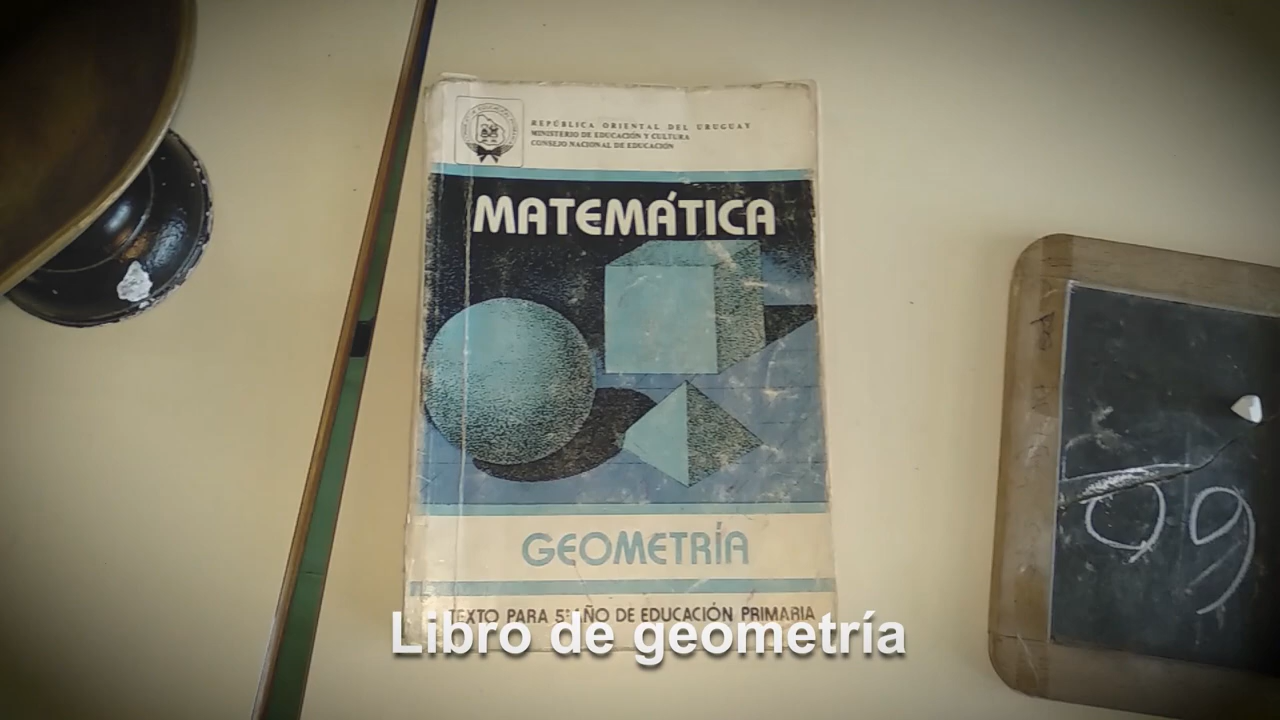 REPÚBLICA ORIENTAL DEL URUGUAY
MINISTERIO DE EDUCACIÓN Y CULTURA
CONSEJO NACIONAL DE EDUCACIÓN
MATEMÁTICA
GEOMETRÍA
TEXTO PARA 5º AÑO DE EDUCACIÓN PRIMARIA
Libro de geometría